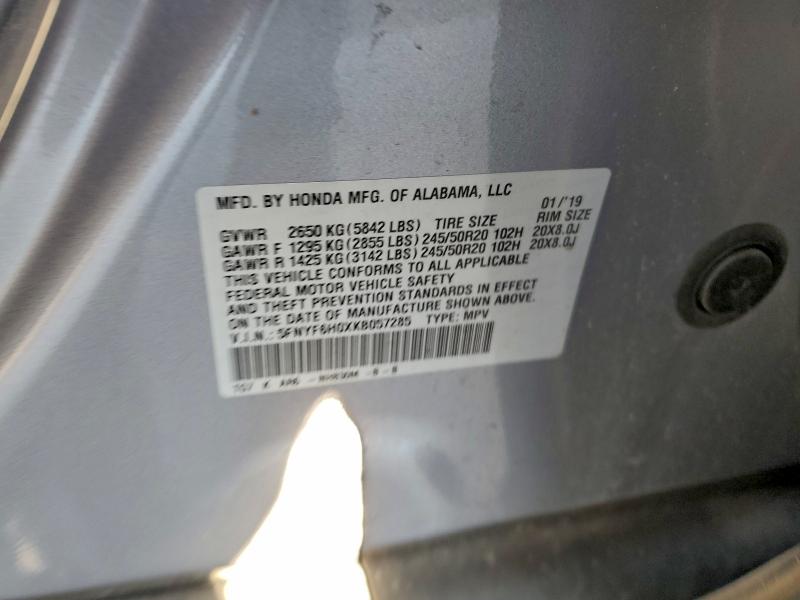 MFD. BY HONDA MFG. OF ALABAMA, LLC 01/'19
GVWR 2650 KG (5842 LBS) TIRE SIZE RIM SIZE
GAWR F 1295 KG (2855 LBS) 245/50R20 102H 20X8.0J
GAWR R 1425 KG (3142 LBS) 245/50R20 102H 20X8.0J
THIS VEHICLE CONFORMS TO ALL APPLICABLE
FEDERAL MOTOR VEHICLE SAFETY
AND THEFT PREVENTION STANDARDS IN EFFECT
ON THE DATE OF MANUFACTURE SHOWN ABOVE.
V.I.N.: 5FNYF6H0XKB057285 TYPE: MPV